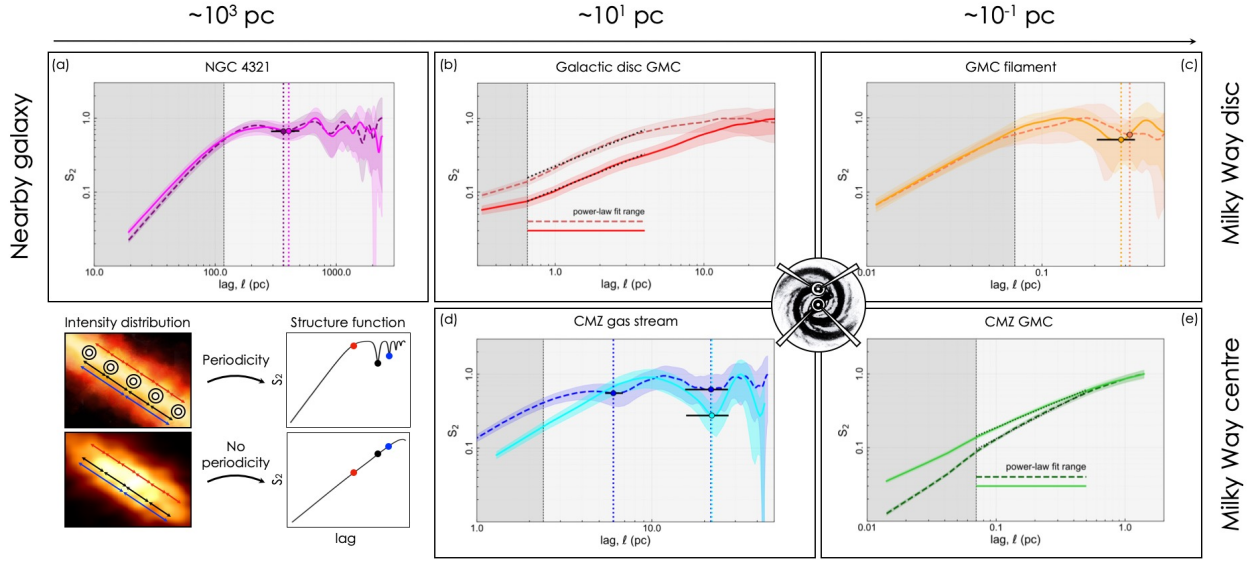 ~10³ pc
~10¹ pc
~10⁻¹ pc
Nearby galaxy
(a)
NGC 4321
S₂
1.0
0.1
10.0
100.0
1000.0
lag, ℓ (pc)
(b)
Galactic disc GMC
S₂
1.0
0.1
power-law fit range
1.0
10.0
lag, ℓ (pc)
GMC filament
(c)
S₂
1.0
0.1
0.01
0.1
lag, ℓ (pc)
Milky Way disc
Intensity distribution
Structure function
Periodicity
S₂
No
periodicity
S₂
lag
(d)
CMZ gas stream
S₂
1.0
0.1
1.0
10.0
lag, ℓ (pc)
CMZ GMC
(e)
S₂
1.0
0.1
power-law fit range
0.01
0.1
1.0
lag, ℓ (pc)
Milky Way centre